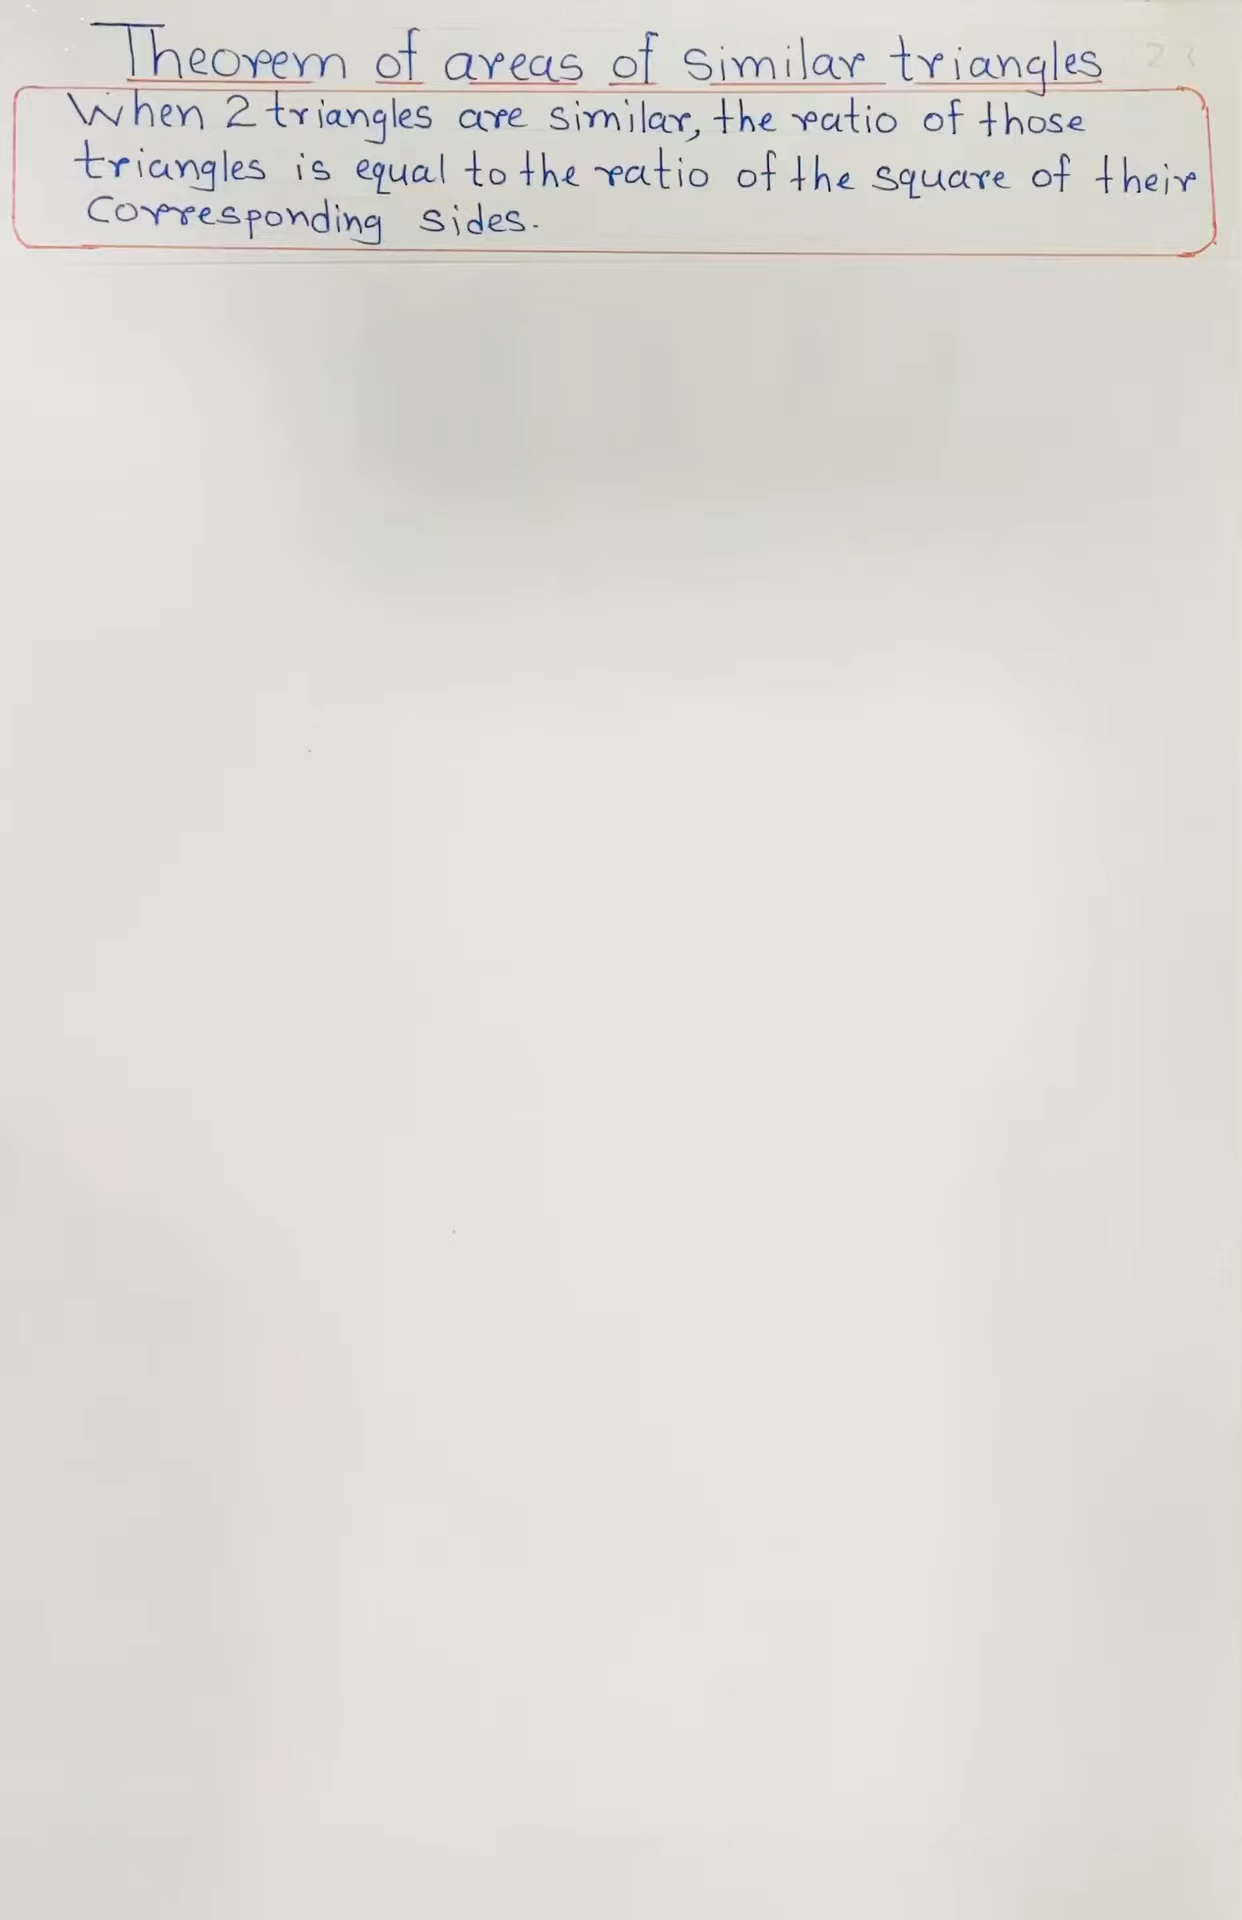 Theorem of areas of similar triangles
When 2 triangles are similar, the ratio of those
triangles is equal to the ratio of the square of their
Corresponding sides.